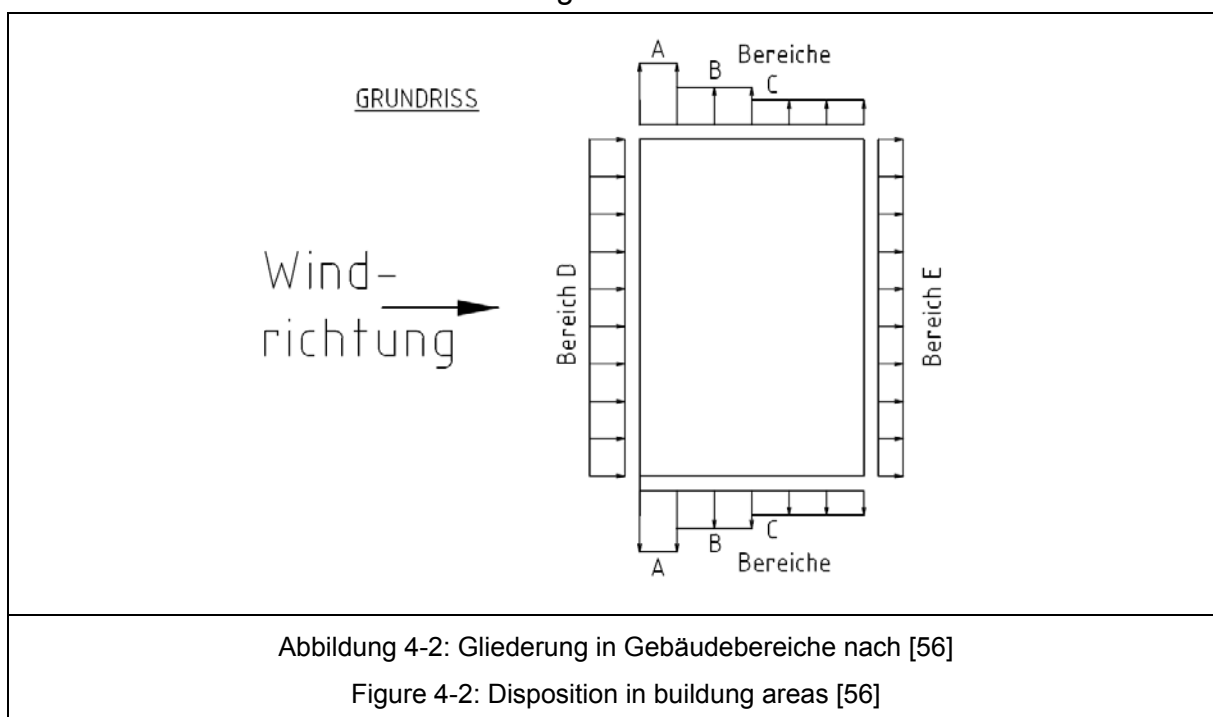 A
Bereiche
B
C
GRUNDRISS
Wind-
richtung
Bereich D
Bereich E
C
B
A
Bereiche
Abbildung 4-2: Gliederung in Gebäudebereiche nach [56]
Figure 4-2: Disposition in buildung areas [56]